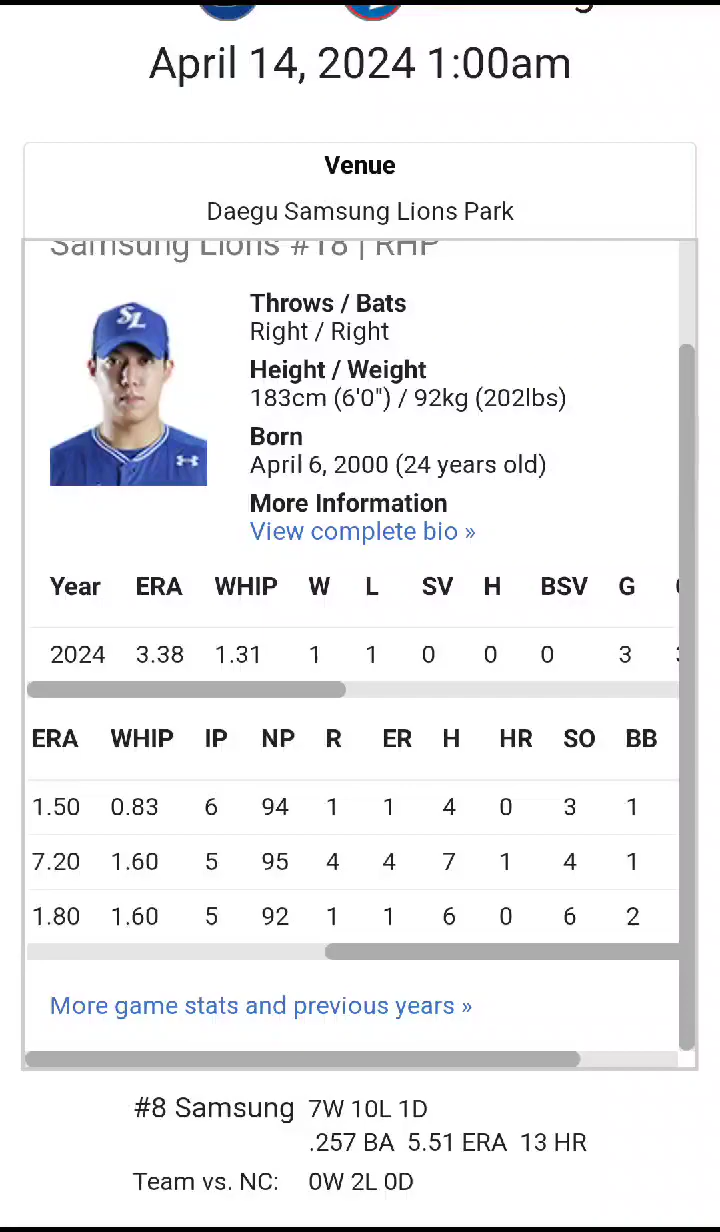 April 14, 2024 1:00am
Venue
Daegu Samsung Lions Park
Samsung Lions #18 | RHP
SL
Throws / Bats
Right / Right
Height / Weight
183cm (6'0") / 92kg (202lbs)
Born
April 6, 2000 (24 years old)
More Information
View complete bio »
Year ERA WHIP W L SV H BSV G
2024 3.38 1.31 1 1 0 0 0 3
ERA WHIP IP NP R ER H HR SO BB
1.50 0.83 6 94 1 1 4 0 3 1
7.20 1.60 5 95 4 4 7 1 4 1
1.80 1.60 5 92 1 1 6 0 6 2
More game stats and previous years »
#8 Samsung 7W 10L 1D
.257 BA 5.51 ERA 13 HR
Team vs. NC: 0W 2L 0D